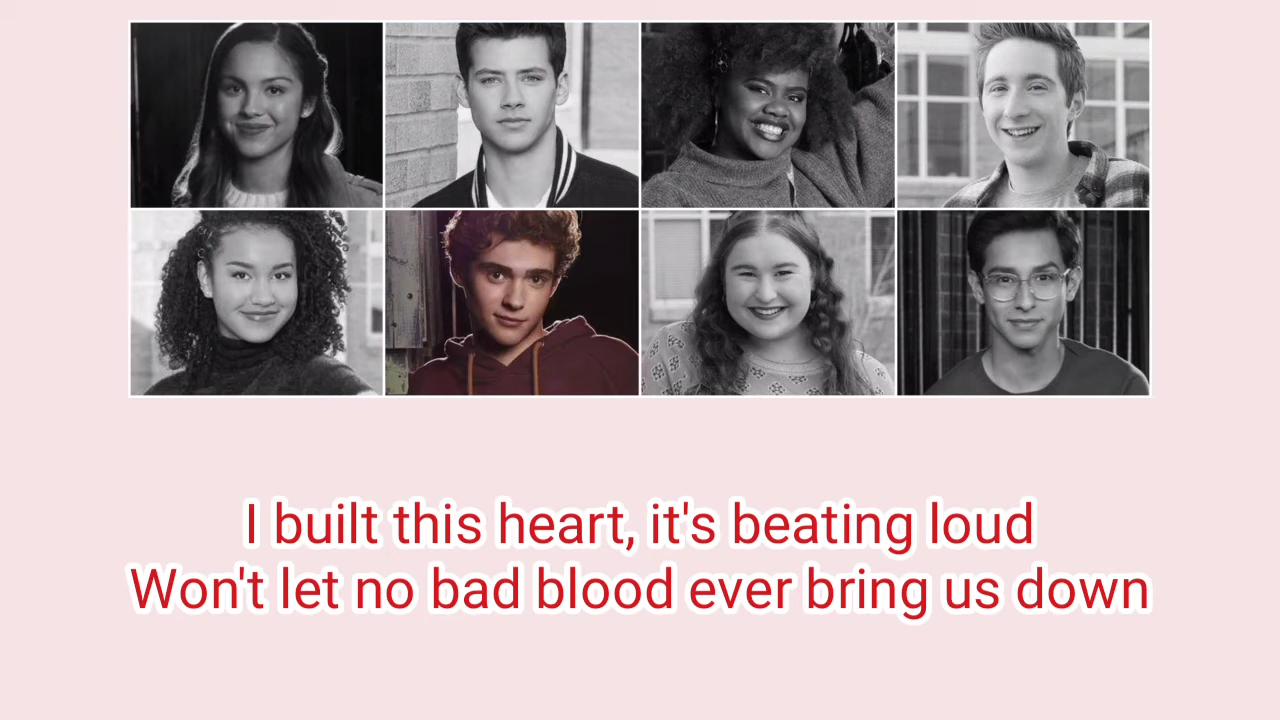 I built this heart, it's beating loud
Won't let no bad blood ever bring us down